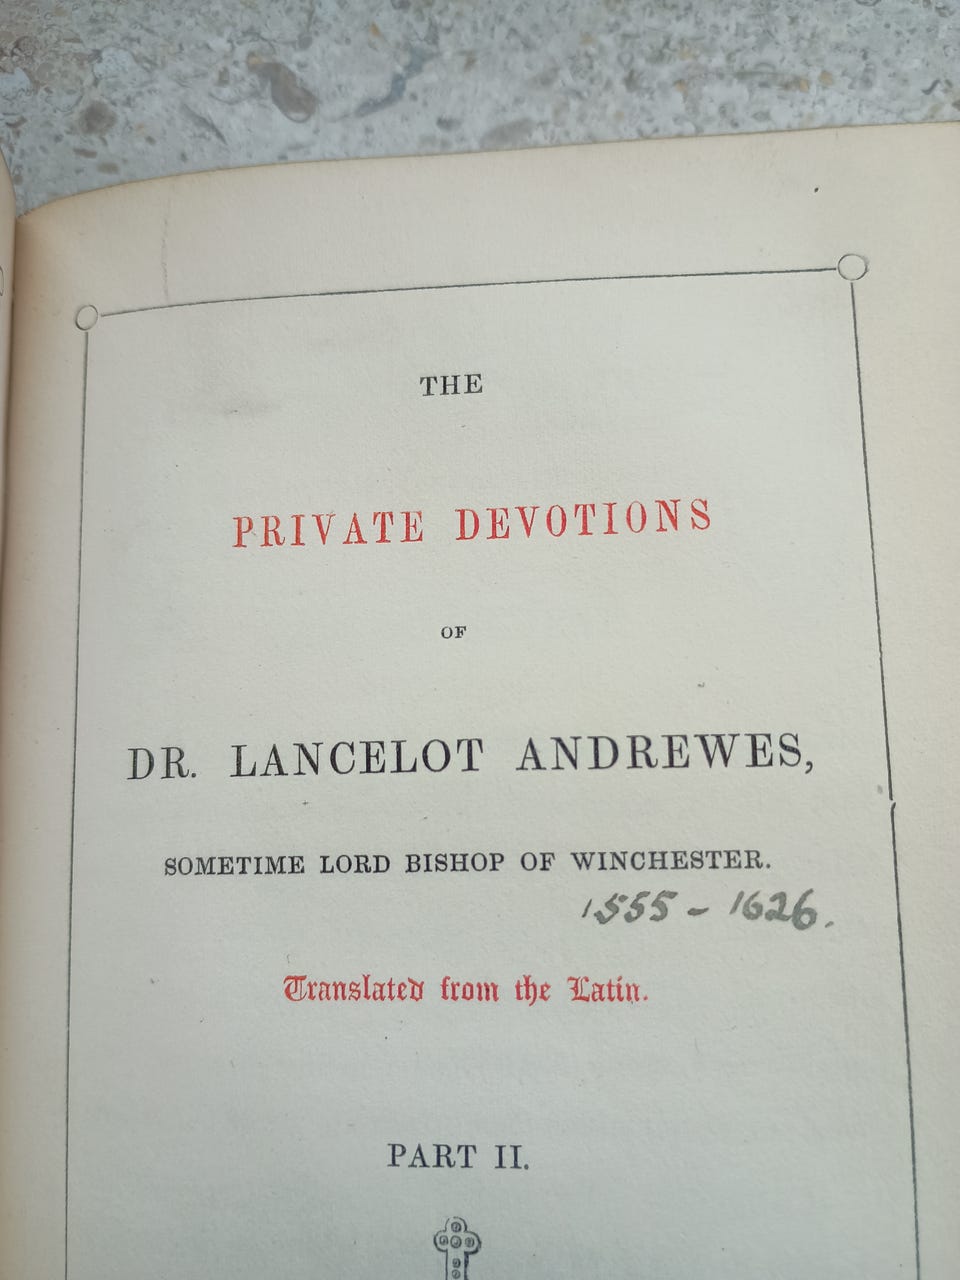 THE
PRIVATE DEVOTIONS
OF
DR. LANCELOT ANDREWES,
SOMETIME LORD BISHOP OF WINCHESTER.
1555 - 1626.
Translated from the Latin.
PART II.